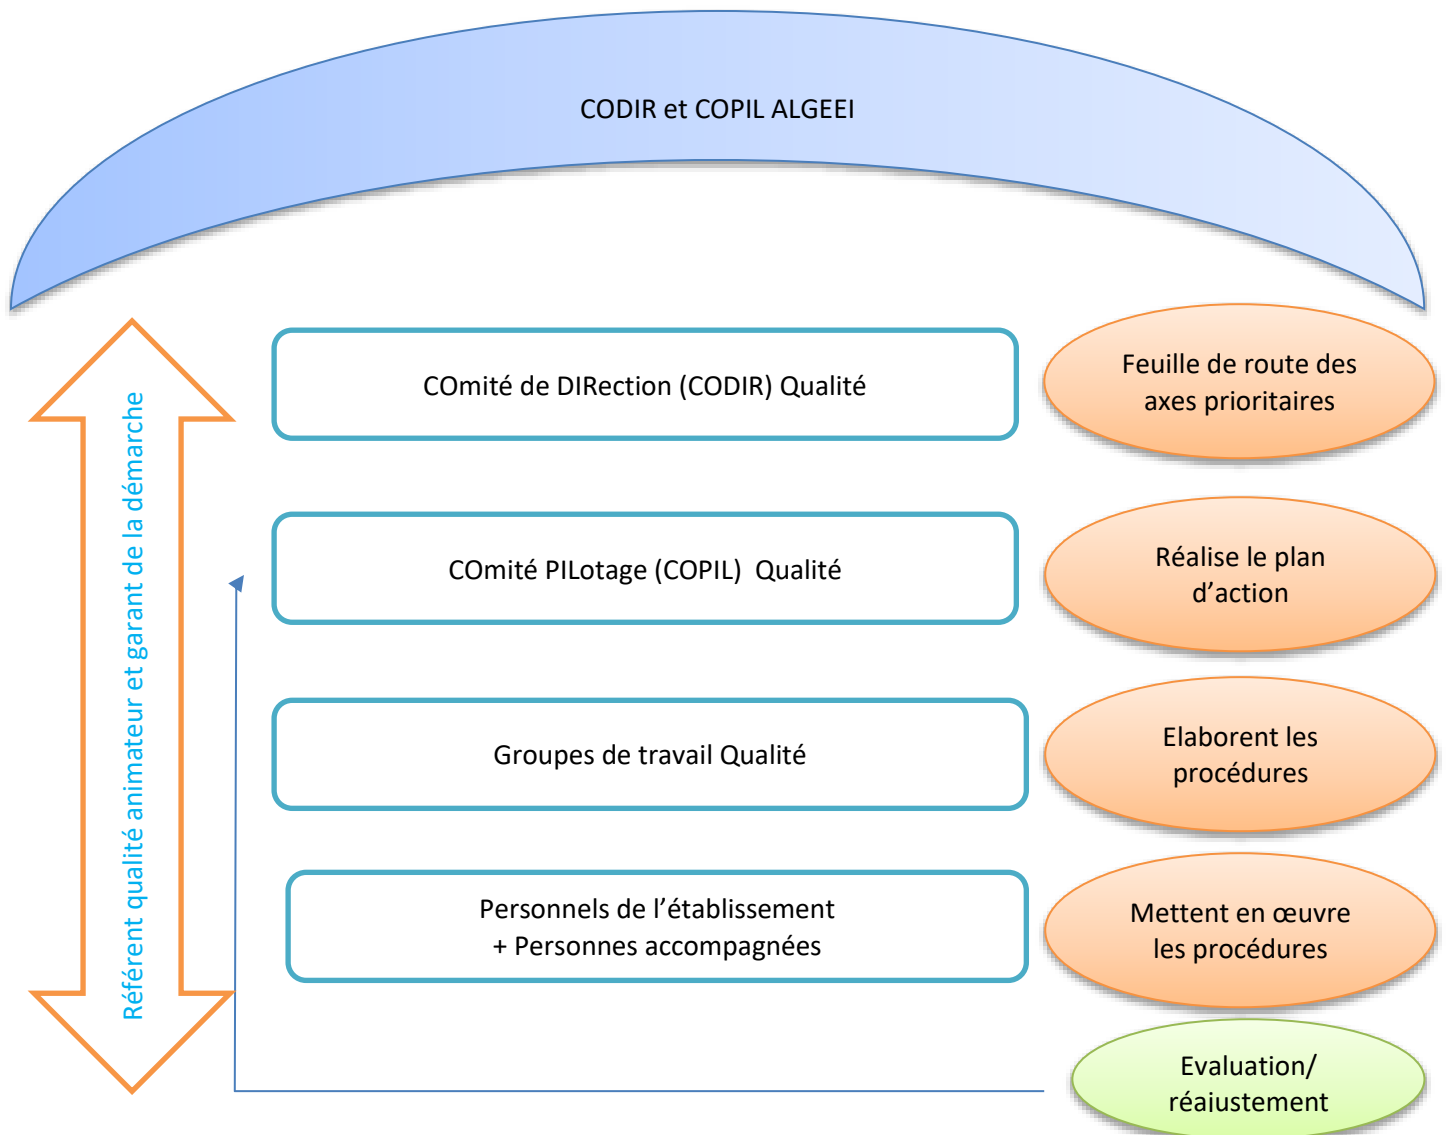 CODIR et COPIL ALGEEI
Référent qualité animateur et garant de la démarche
COmité de DIRection (CODIR) Qualité
Feuille de route des
axes prioritaires
COmité PILotage (COPIL) Qualité
Réalise le plan
d’action
Groupes de travail Qualité
Elaborent les
procédures
Personnels de l’établissement
+ Personnes accompagnées
Mettent en œuvre
les procédures
Evaluation/
réajustement